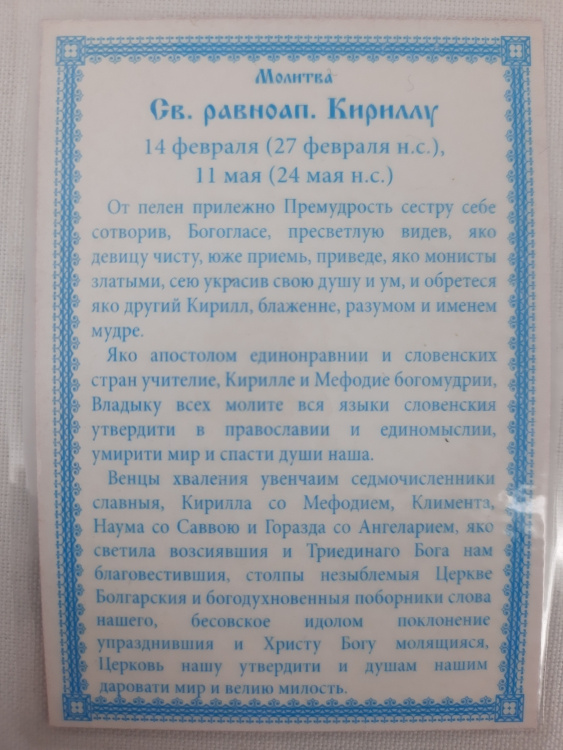 Молитва
Св. равноап. Кириллу
14 февраля (27 февраля н.с.),
11 мая (24 мая н.с.)
От пелен прилежно Премудрость сестру себе
сотворив, Богогласе, пресветлую видев, яко
девицу чисту, юже приемь, приведе, яко монисты
златыми, сею украсив свою душу и ум, и обретеся
яко другий Кирилл, блаженне, разумом и именем
мудре.
Яко апостолом единонравнии и словенских
стран учителие, Кирилле и Мефодие богомудрии,
Владыку всех молите вся языки словенския
утвердити в православии и единомыслии,
умирити мир и спасти души наша.
Венцы хваления увенчаим седмочисленники
славныя, Кирилла со Мефодием, Климента,
Наума со Саввою и Горазда со Ангеларием, яко
светила возсиявшия и Триединаго Бога нам
благовестившия, столпы незыблемыя Церкве
Болгарския и богодухновенныя поборники слова
нашего, бесовское идолом поклонение
упразднившия и Христу Богу молящияся,
Церковь нашу утвердити и душам нашим
даровати мир и велию милость.